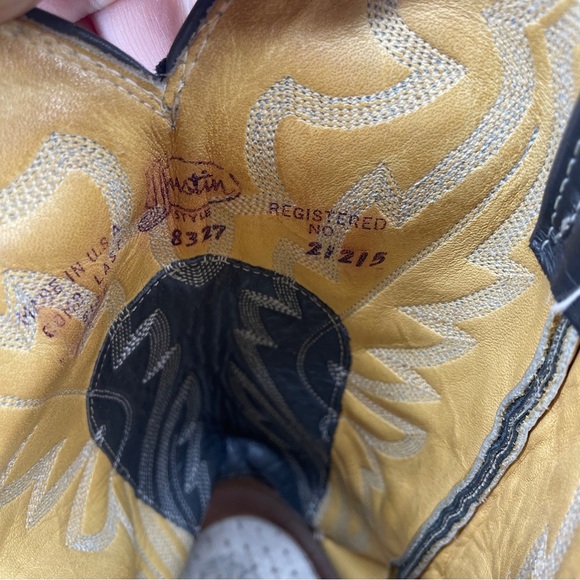 Justin
STYLE
8327
REGISTERED
NO.
21215
MADE IN U.S.A.